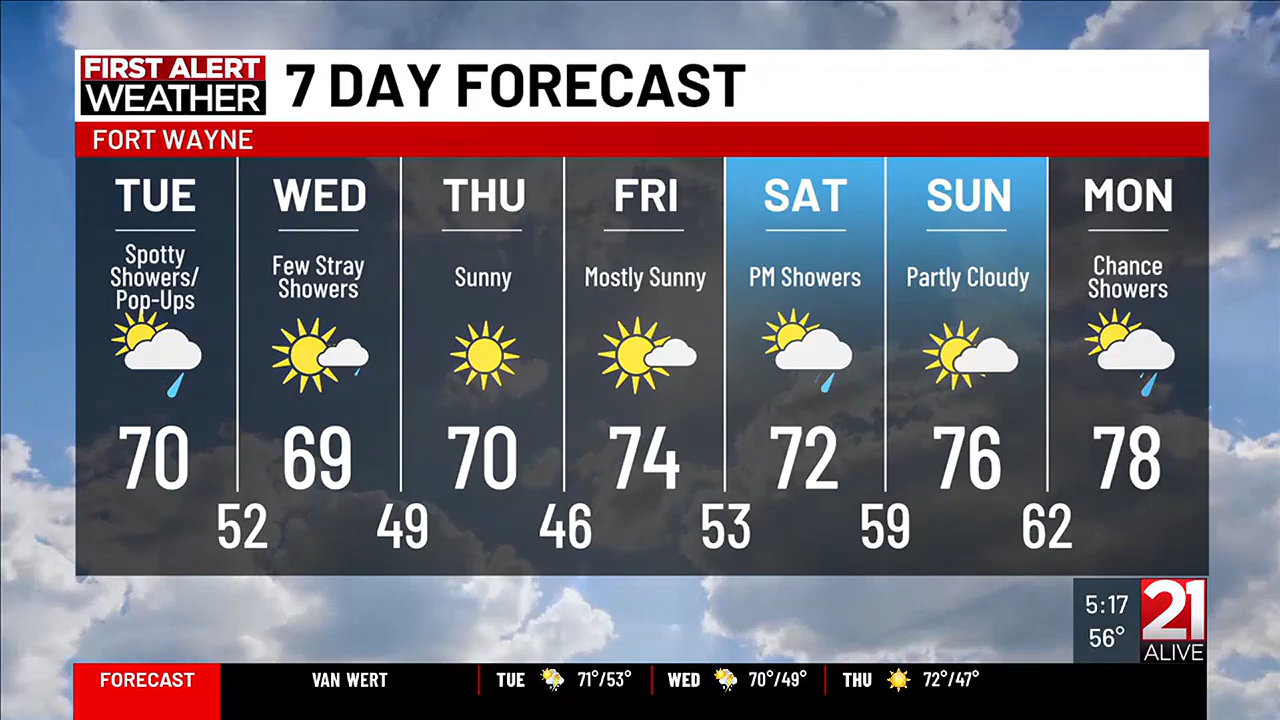 FIRST ALERT
WEATHER
7 DAY FORECAST
FORT WAYNE
TUE
Spotty
Showers/
Pop-Ups
70
WED
Few Stray
Showers
69
THU
Sunny
70
FRI
Mostly Sunny
74
SAT
PM Showers
72
SUN
Partly Cloudy
76
MON
Chance
Showers
78
52
49
46
53
59
62
5:17
56°
21
ALIVE
FORECAST
VAN WERT
TUE 71°/53°
WED 70°/49°
THU 72°/47°